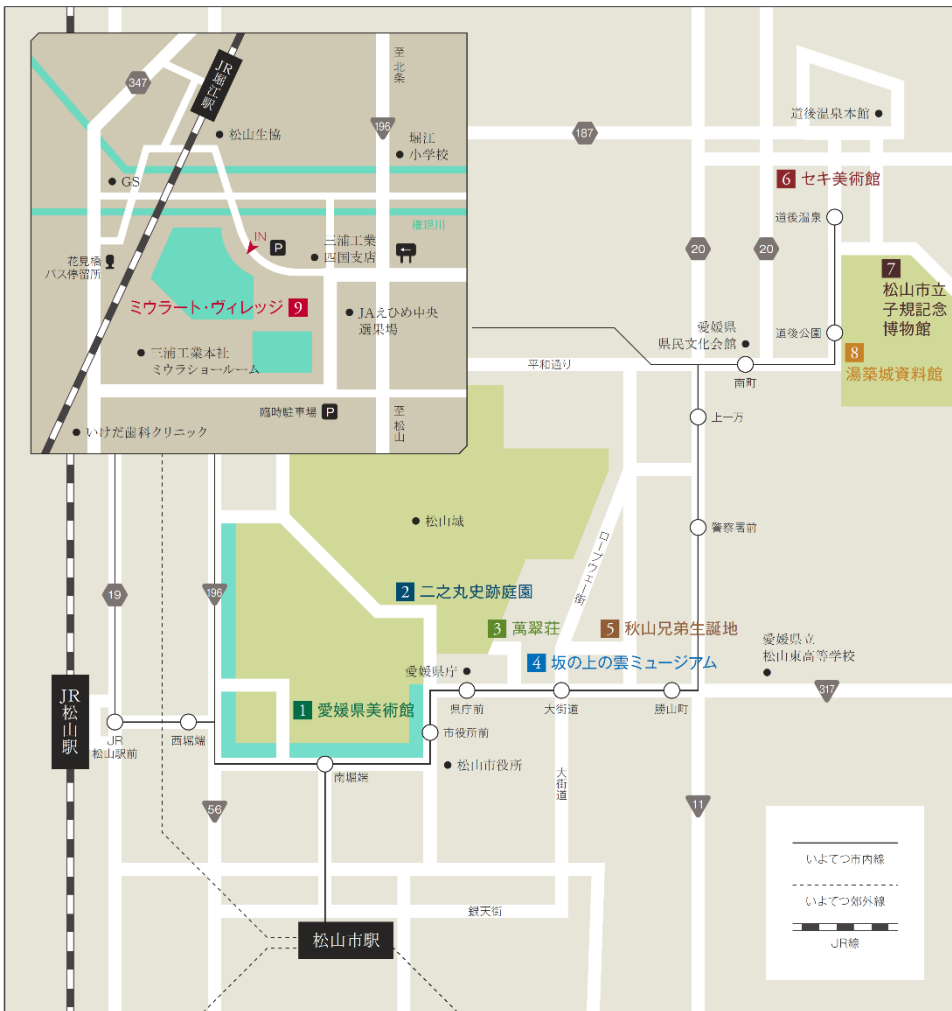 347
JR堀江駅
至北条
松山生協
196
堀江
小学校
GS
権現川
IN
P
花見橋
バス停留所
三浦工業
四国支店
ミウラート・ヴィレッジ 9
JAえひめ中央
選果場
三浦工業本社
ミウラショールーム
臨時駐車場 P
至松山
いけだ歯科クリニック
187
道後温泉本館
6 セキ美術館
道後温泉
20
20
7
松山市立
子規記念
博物館
愛媛県
県民文化会館
道後公園
8
湯築城資料館
平和通り
南町
上一万
松山城
警察署前
ロープウェー街
19
196
2 二之丸史跡庭園
3 萬翠荘
5 秋山兄弟生誕地
愛媛県立
松山東高等学校
4 坂の上の雲ミュージアム
愛媛県庁
317
JR松山駅
1 愛媛県美術館
県庁前
大街道
勝山町
JR
松山駅前
西堀端
市役所前
南堀端
松山市役所
大街道
56
11
いよてつ市内線
いよてつ郊外線
JR線
銀天街
松山市駅